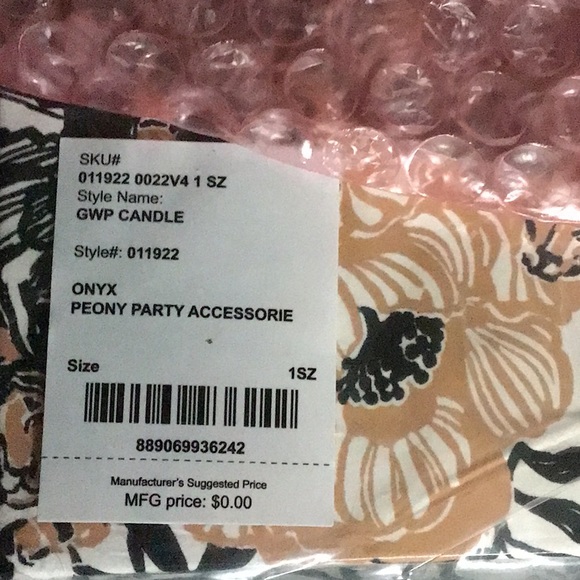 SKU#
011922 0022V4 1 SZ
Style Name:
GWP CANDLE
Style#: 011922
ONYX
PEONY PARTY ACCESSORIE
Size 1SZ
889069936242
Manufacturer's Suggested Price
MFG price: $0.00